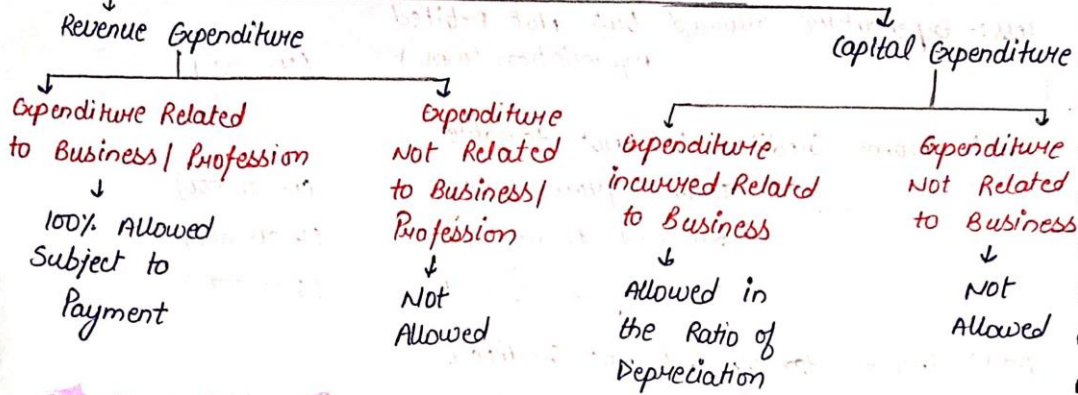 Revenue Expenditure
Capital Expenditure
Expenditure Related
to Business/ Profession
↓
100% Allowed
Subject to
Payment
Expenditure
Not Related
to Business/
Profession
↓
Not
Allowed
Expenditure
incurred Related
to Business
↓
Allowed in
the Ratio of
Depreciation
Expenditure
Not Related
to Business
↓
Not
Allowed